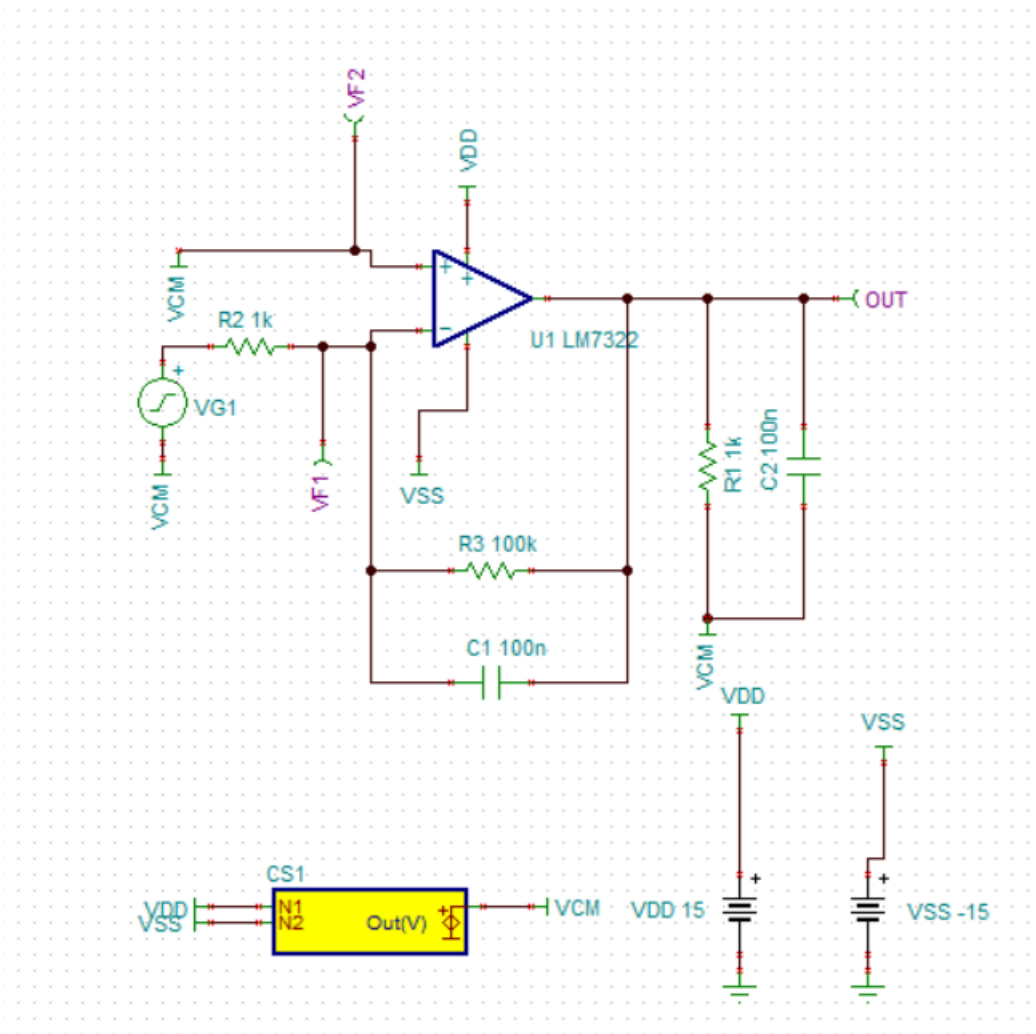 VF2
VDD
+
+
VCM
R2 1k
−
OUT
U1 LM7322
+
VG1
VCM
VF1
VSS
R1 1k
C2 100n
R3 100k
C1 100n
VCM
VDD
VSS
CS1
VDD
N1
VSS
N2
Out(V)
+
VCM
+
VDD 15
+
VSS -15